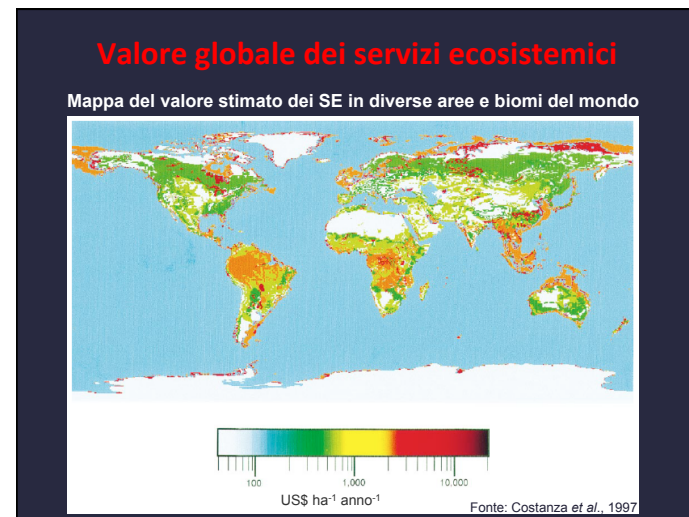 Valore globale dei servizi ecosistemici
Mappa del valore stimato dei SE in diverse aree e biomi del mondo
100 1,000 10,000
US$ ha-1 anno-1
Fonte: Costanza et al., 1997